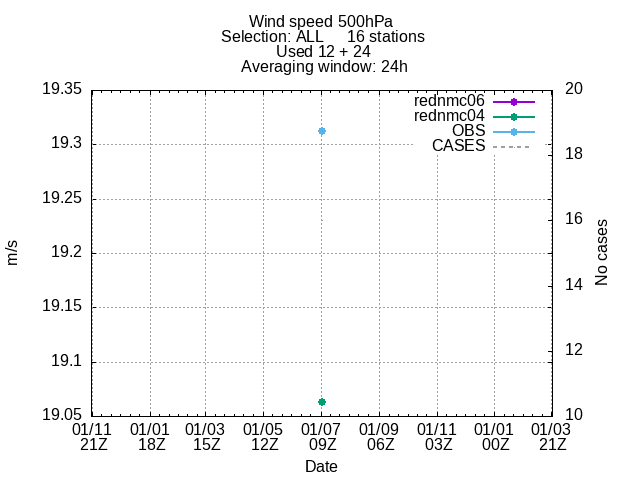 Wind speed 500hPa
Selection: ALL 16 stations
Used 12 + 24
Averaging window: 24h
19.35
19.3
19.25
19.2
19.15
19.1
19.05
m/s
20
18
16
14
12
10
No cases
rednmc06
rednmc04
OBS
CASES
01/11 01/01 01/03 01/05 01/07 01/09 01/11 01/01 01/03
21Z 18Z 15Z 12Z 09Z 06Z 03Z 00Z 21Z
Date